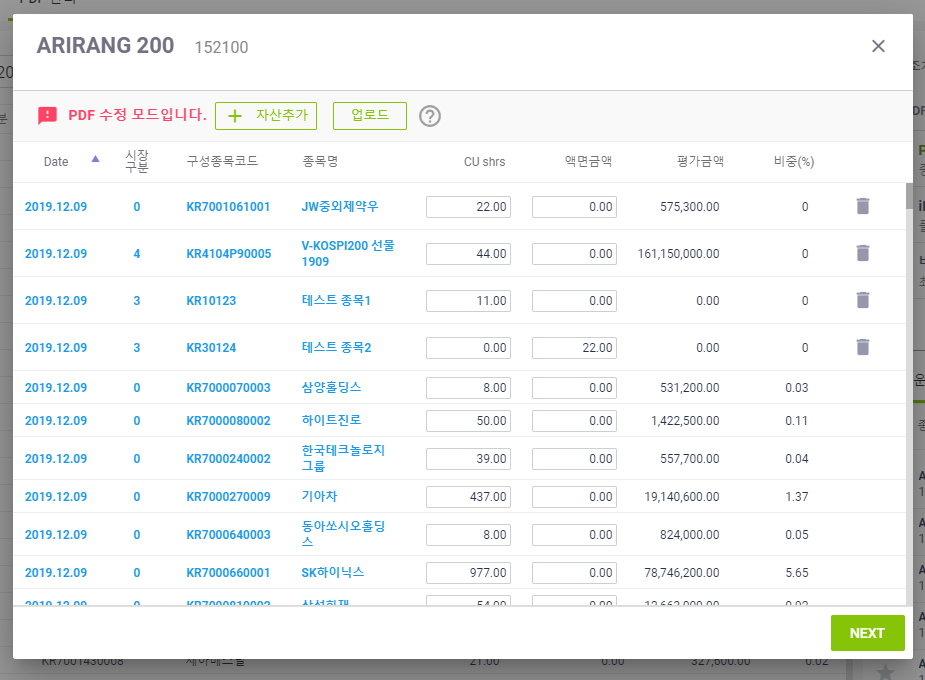 ARIRANG 200 152100
PDF 수정 모드입니다. + 자산추가 업로드 ?
Date 시장구분 구성종목코드 종목명 CU shrs 액면금액 평가금액 비중(%)
2019.12.09 0 KR7001061001 JW중외제약우 22.00 0.00 575,300.00 0
2019.12.09 4 KR4104P90005 V-KOSPI200 선물 1909 44.00 0.00 161,150,000.00 0
2019.12.09 3 KR10123 테스트 종목1 11.00 0.00 0.00 0
2019.12.09 3 KR30124 테스트 종목2 0.00 22.00 0.00 0
2019.12.09 0 KR7000070003 삼양홀딩스 8.00 0.00 531,200.00 0.03
2019.12.09 0 KR7000080002 하이트진로 50.00 0.00 1,422,500.00 0.11
2019.12.09 0 KR7000240002 한국테크놀로지그룹 39.00 0.00 557,700.00 0.04
2019.12.09 0 KR7000270009 기아차 437.00 0.00 19,140,600.00 1.37
2019.12.09 0 KR7000640003 동아쏘시오홀딩스 8.00 0.00 824,000.00 0.05
2019.12.09 0 KR7000660001 SK하이닉스 977.00 0.00 78,746,200.00 5.65
NEXT
KR7001430008 21.00 0.00 327,600.00 0.02